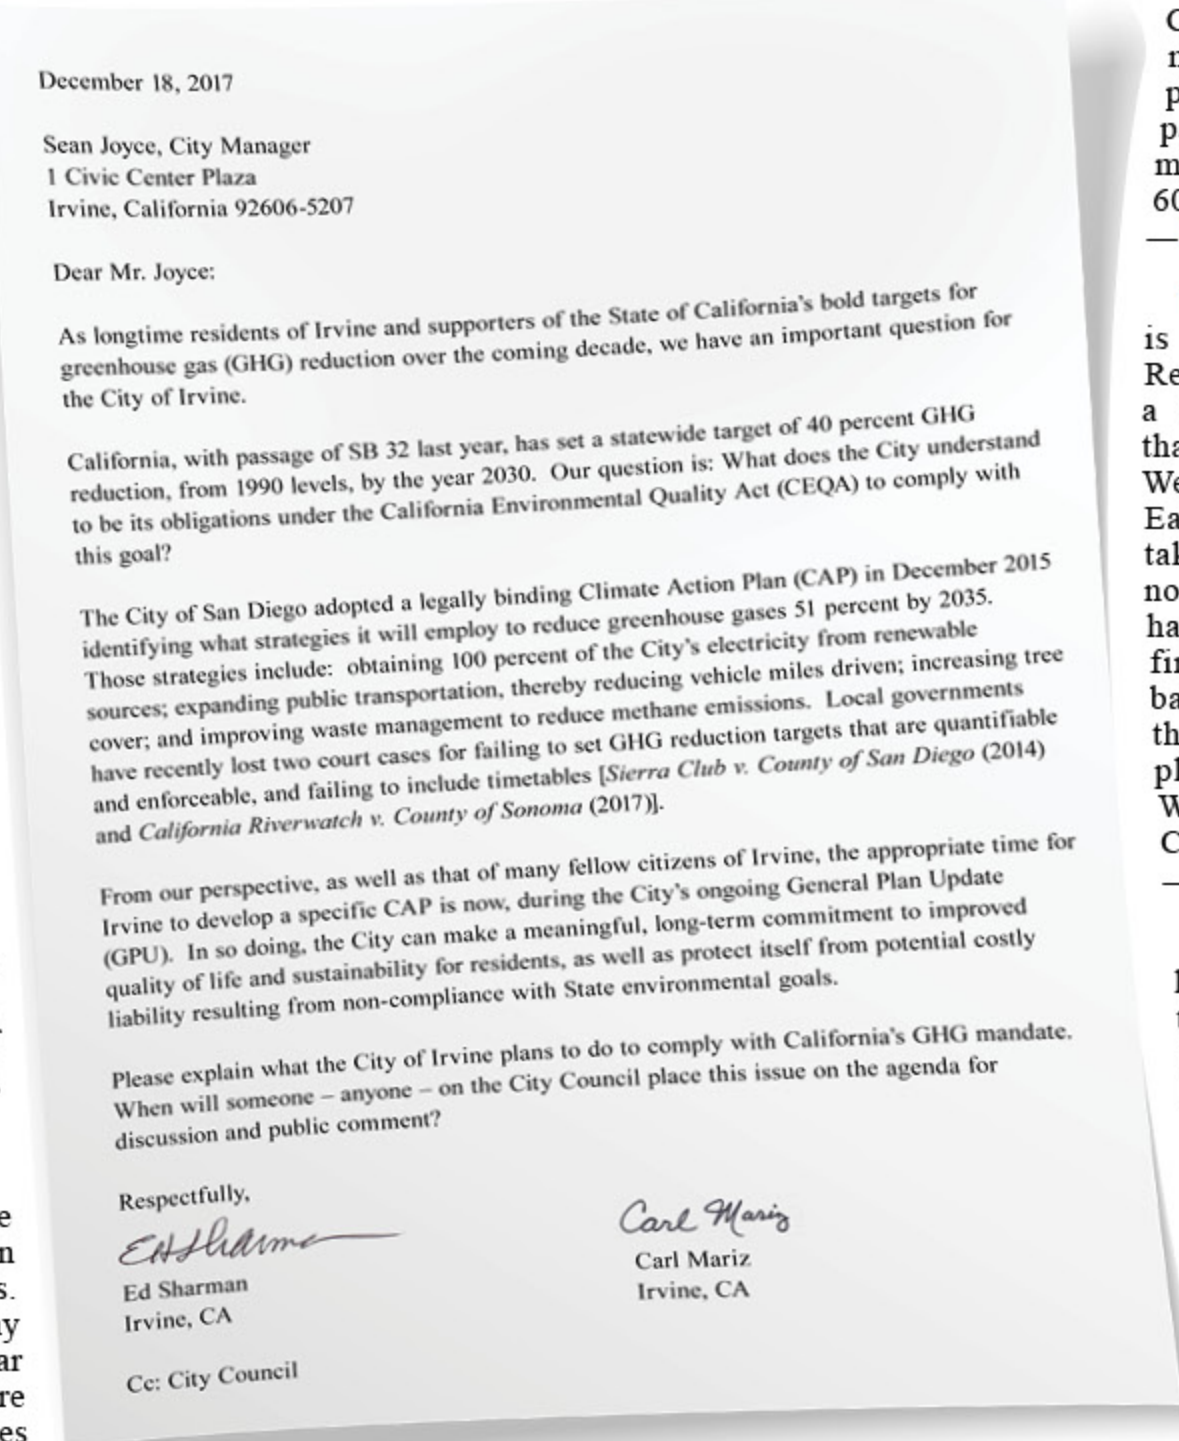 December 18, 2017
Sean Joyce, City Manager
1 Civic Center Plaza
Irvine, California 92606-5207
Dear Mr. Joyce:
As longtime residents of Irvine and supporters of the State of California's bold targets for
greenhouse gas (GHG) reduction over the coming decade, we have an important question for
the City of Irvine.
California, with passage of SB 32 last year, has set a statewide target of 40 percent GHG
reduction, from 1990 levels, by the year 2030.  Our question is: What does the City understand
to be its obligations under the California Environmental Quality Act (CEQA) to comply with
this goal?
The City of San Diego adopted a legally binding Climate Action Plan (CAP) in December 2015
identifying what strategies it will employ to reduce greenhouse gases 51 percent by 2035.
Those strategies include:  obtaining 100 percent of the City's electricity from renewable
sources; expanding public transportation, thereby reducing vehicle miles driven; increasing tree
cover; and improving waste management to reduce methane emissions.  Local governments
have recently lost two court cases for failing to set GHG reduction targets that are quantifiable
and enforceable, and failing to include timetables [Sierra Club v. County of San Diego (2014)
and California Riverwatch v. County of Sonoma (2017)].
From our perspective, as well as that of many fellow citizens of Irvine, the appropriate time for
Irvine to develop a specific CAP is now, during the City's ongoing General Plan Update
(GPU).  In so doing, the City can make a meaningful, long-term commitment to improved
quality of life and sustainability for residents, as well as protect itself from potential costly
liability resulting from non-compliance with State environmental goals.
Please explain what the City of Irvine plans to do to comply with California's GHG mandate.
When will someone – anyone – on the City Council place this issue on the agenda for
discussion and public comment?
Respectfully,
Ed Sharman
Ed Sharman
Irvine, CA
Carl Mariz
Carl Mariz
Irvine, CA
Cc: City Council